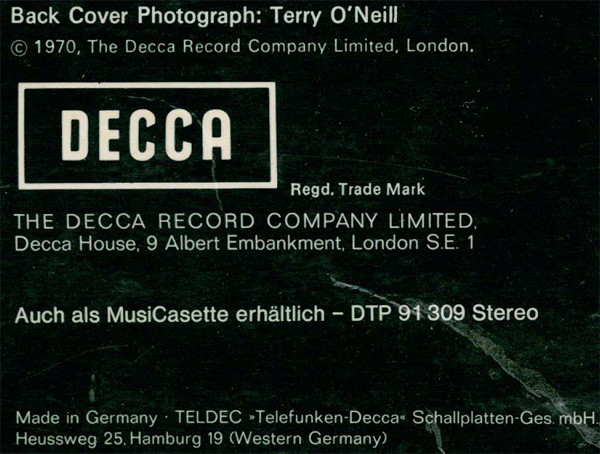 Back Cover Photograph: Terry O'Neill
© 1970, The Decca Record Company Limited, London.
DECCA
Regd. Trade Mark
THE DECCA RECORD COMPANY LIMITED,
Decca House, 9 Albert Embankment, London S.E. 1
Auch als MusiCasette erhältlich – DTP 91 309 Stereo
Made in Germany · TELDEC »Telefunken-Decca« Schallplatten-Ges. mbH.,
Heussweg 25, Hamburg 19 (Western Germany)